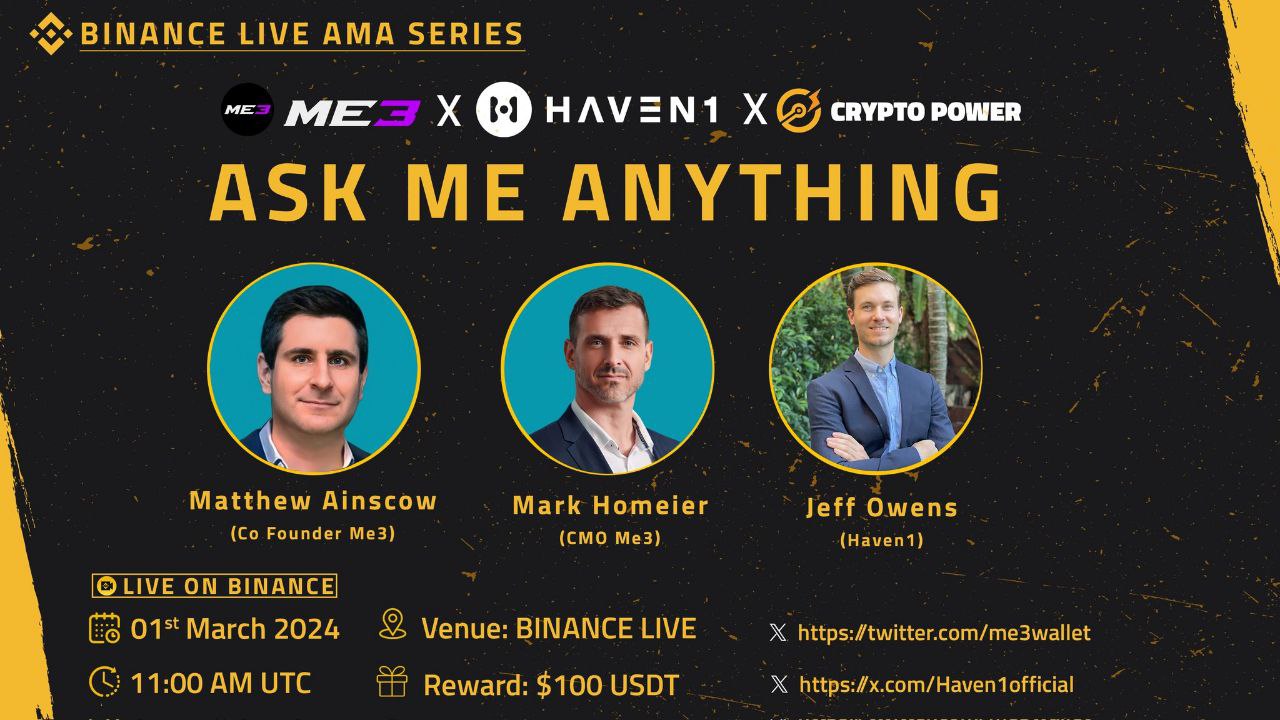 BINANCE LIVE AMA SERIES
ME3 ME3 X HAVEN1 X CRYPTO POWER
ASK ME ANYTHING
Matthew Ainscow
(Co Founder Me3)
Mark Homeier
(CMO Me3)
Jeff Owens
(Haven1)
LIVE ON BINANCE
01st March 2024
11:00 AM UTC
Venue: BINANCE LIVE
Reward: $100 USDT
https://twitter.com/me3wallet
https://x.com/Haven1official